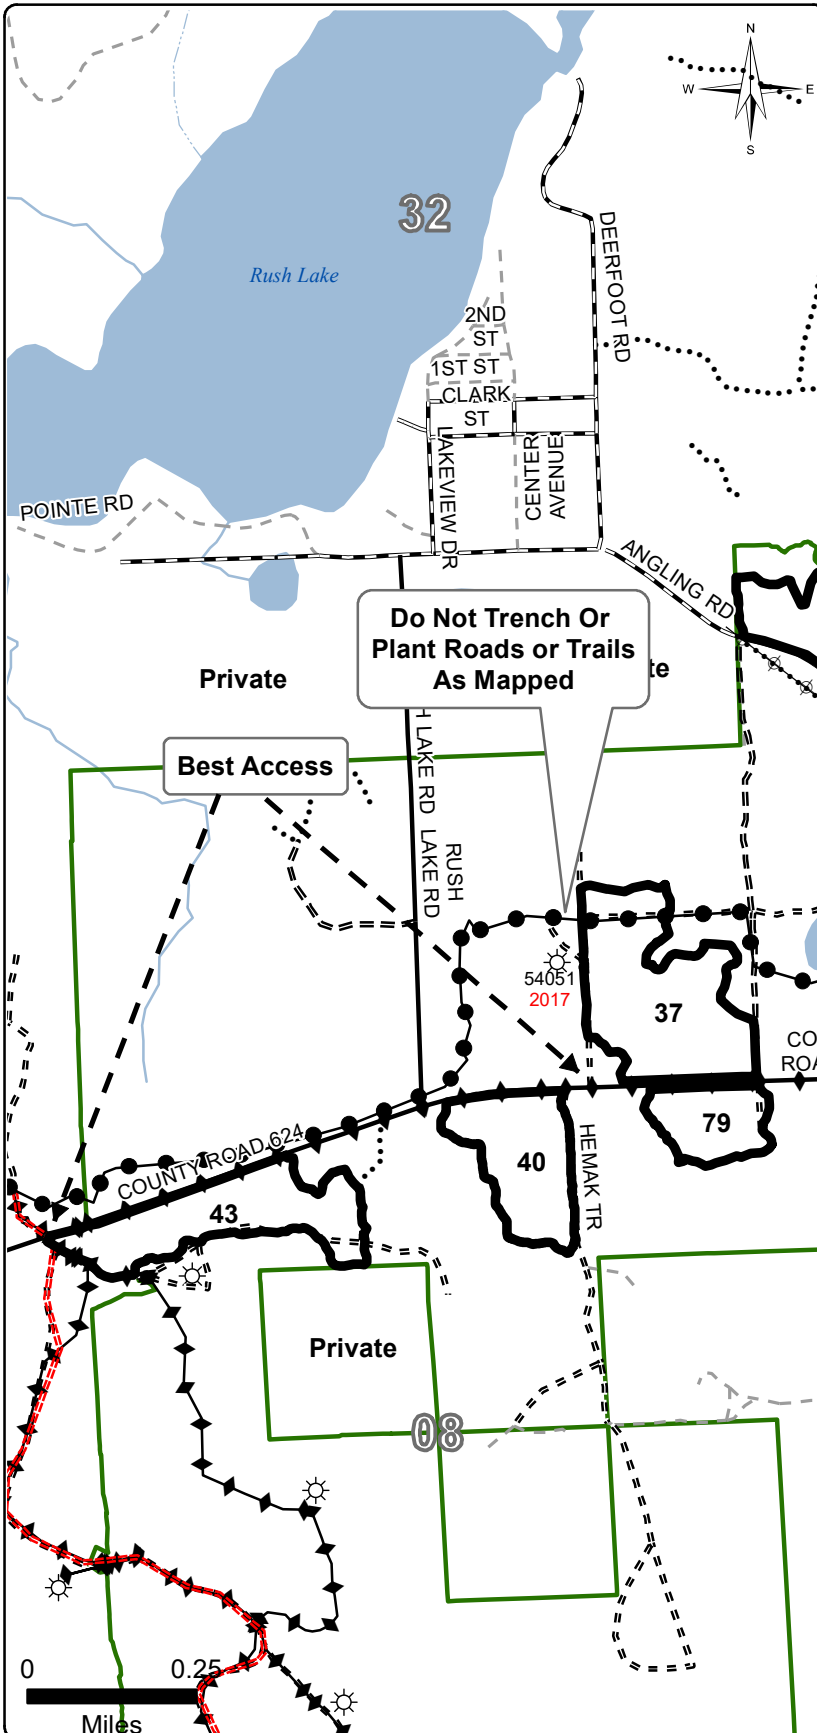 N
W E
S
32
Rush Lake
DEERFOOT RD
2ND
ST
1ST ST
CLARK
ST
LAKEVIEW DR
CENTER
AVENUE
POINTE RD
ANGLING RD
Do Not Trench Or
Plant Roads or Trails
As Mapped
Private
te
Best Access
H LAKE RD
RUSH
LAKE RD
54051
2017
37
CO
ROA
79
40
HEMAK TR
COUNTY ROAD 624
43
Private
08
0 0.25
Miles